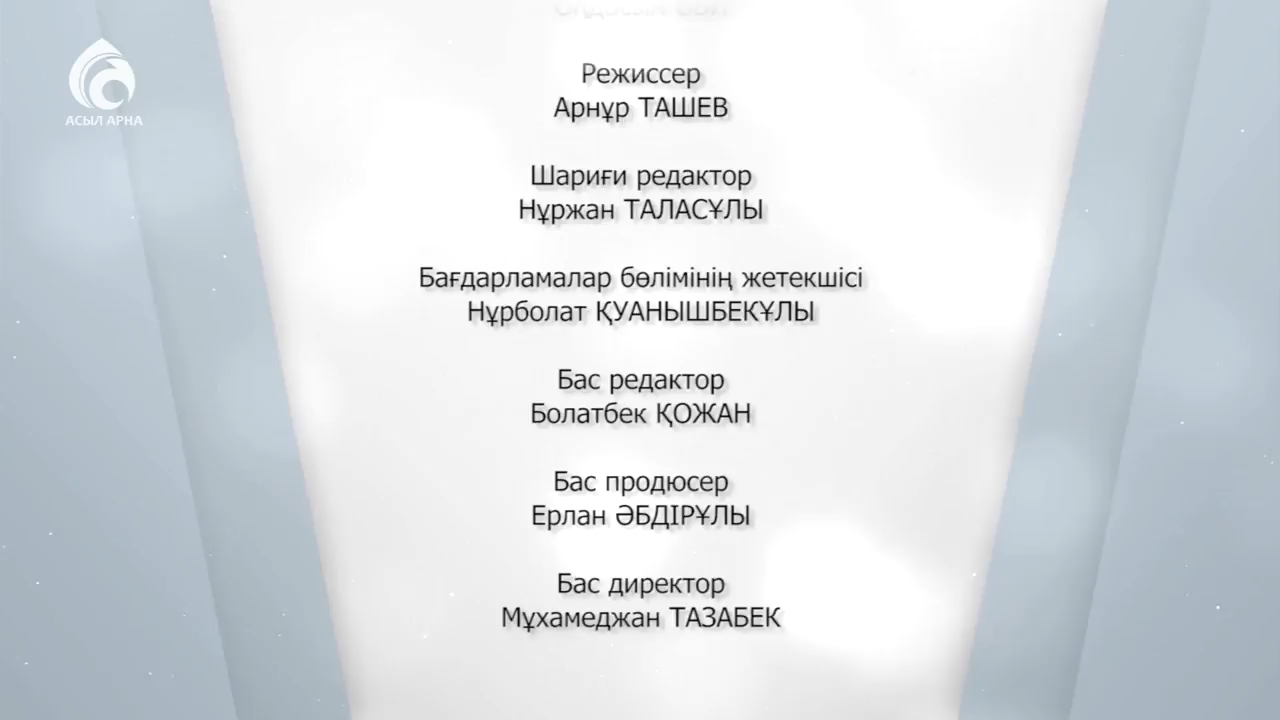 АСЫЛ АРНА
Режиссер
Арнұр ТАШЕВ
Шариғи редактор
Нұржан ТАЛАСҰЛЫ
Бағдарламалар бөлімінің жетекшісі
Нұрболат ҚУАНЫШБЕКҰЛЫ
Бас редактор
Болатбек ҚОЖАН
Бас продюсер
Ерлан ӘБДІРҰЛЫ
Бас директор
Мұхамеджан ТАЗАБЕК